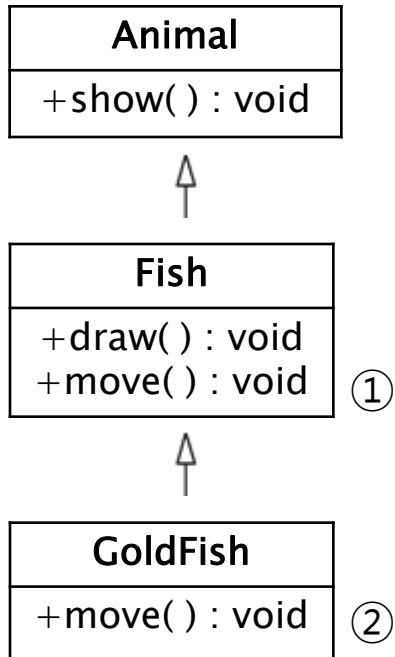 Animal
+show( ) : void
Fish
+draw( ) : void
+move( ) : void ①
GoldFish
+move( ) : void ②